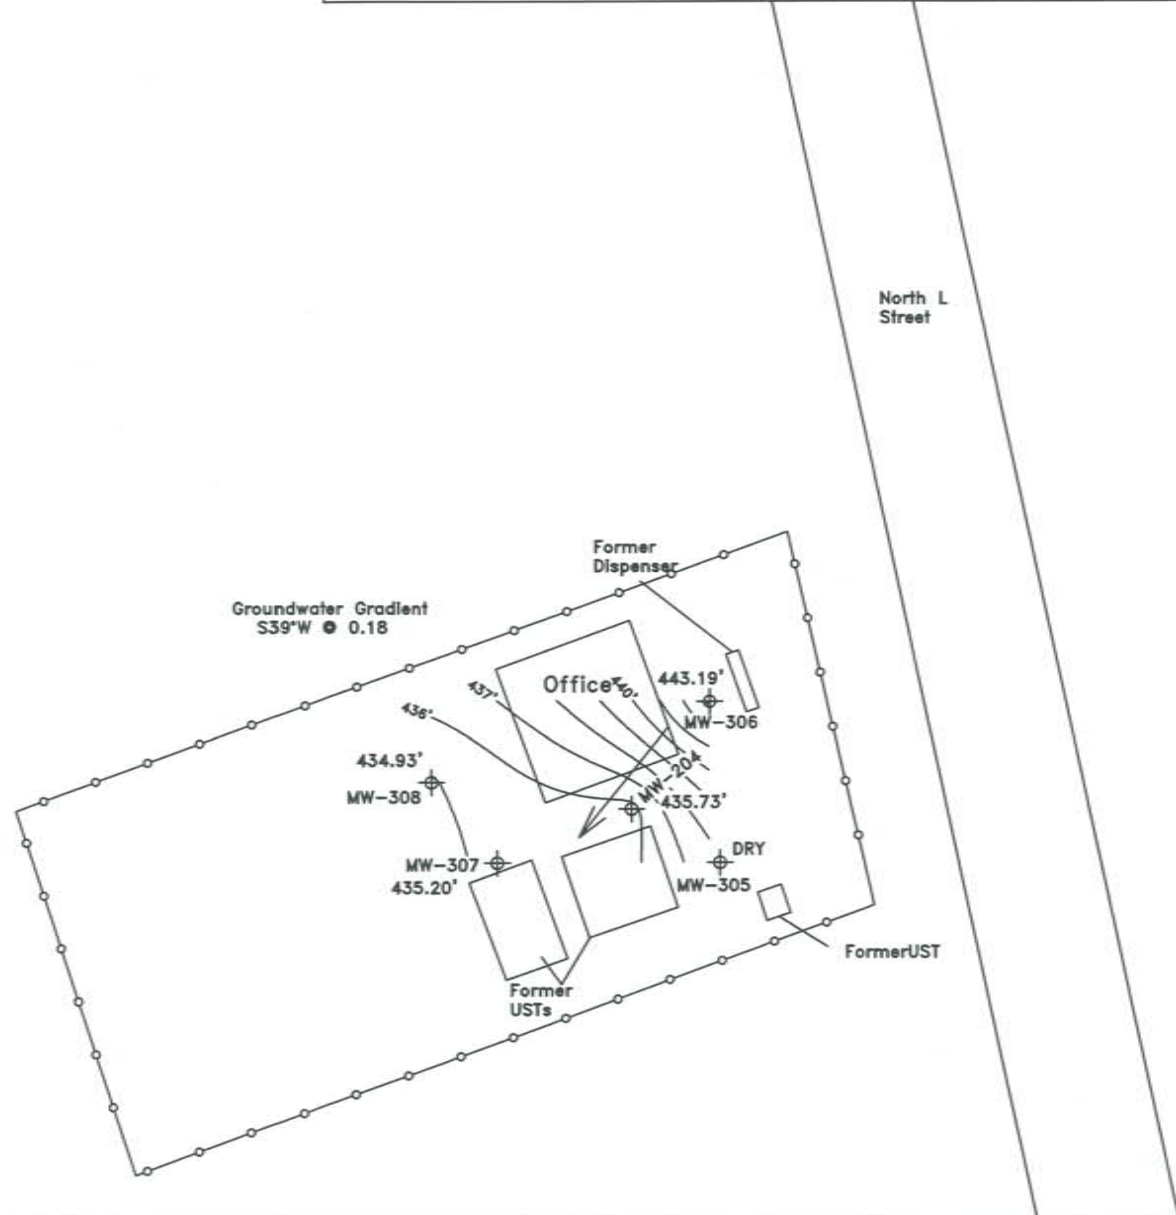 North L
Street
Former
Dispenser
Groundwater Gradient
S39°W @ 0.18
Office
440'
443.19'
437'
MW-306
436'
434.93'
MW-204
MW-308
435.73'
DRY
MW-307
435.20'
MW-305
FormerUST
Former
USTs